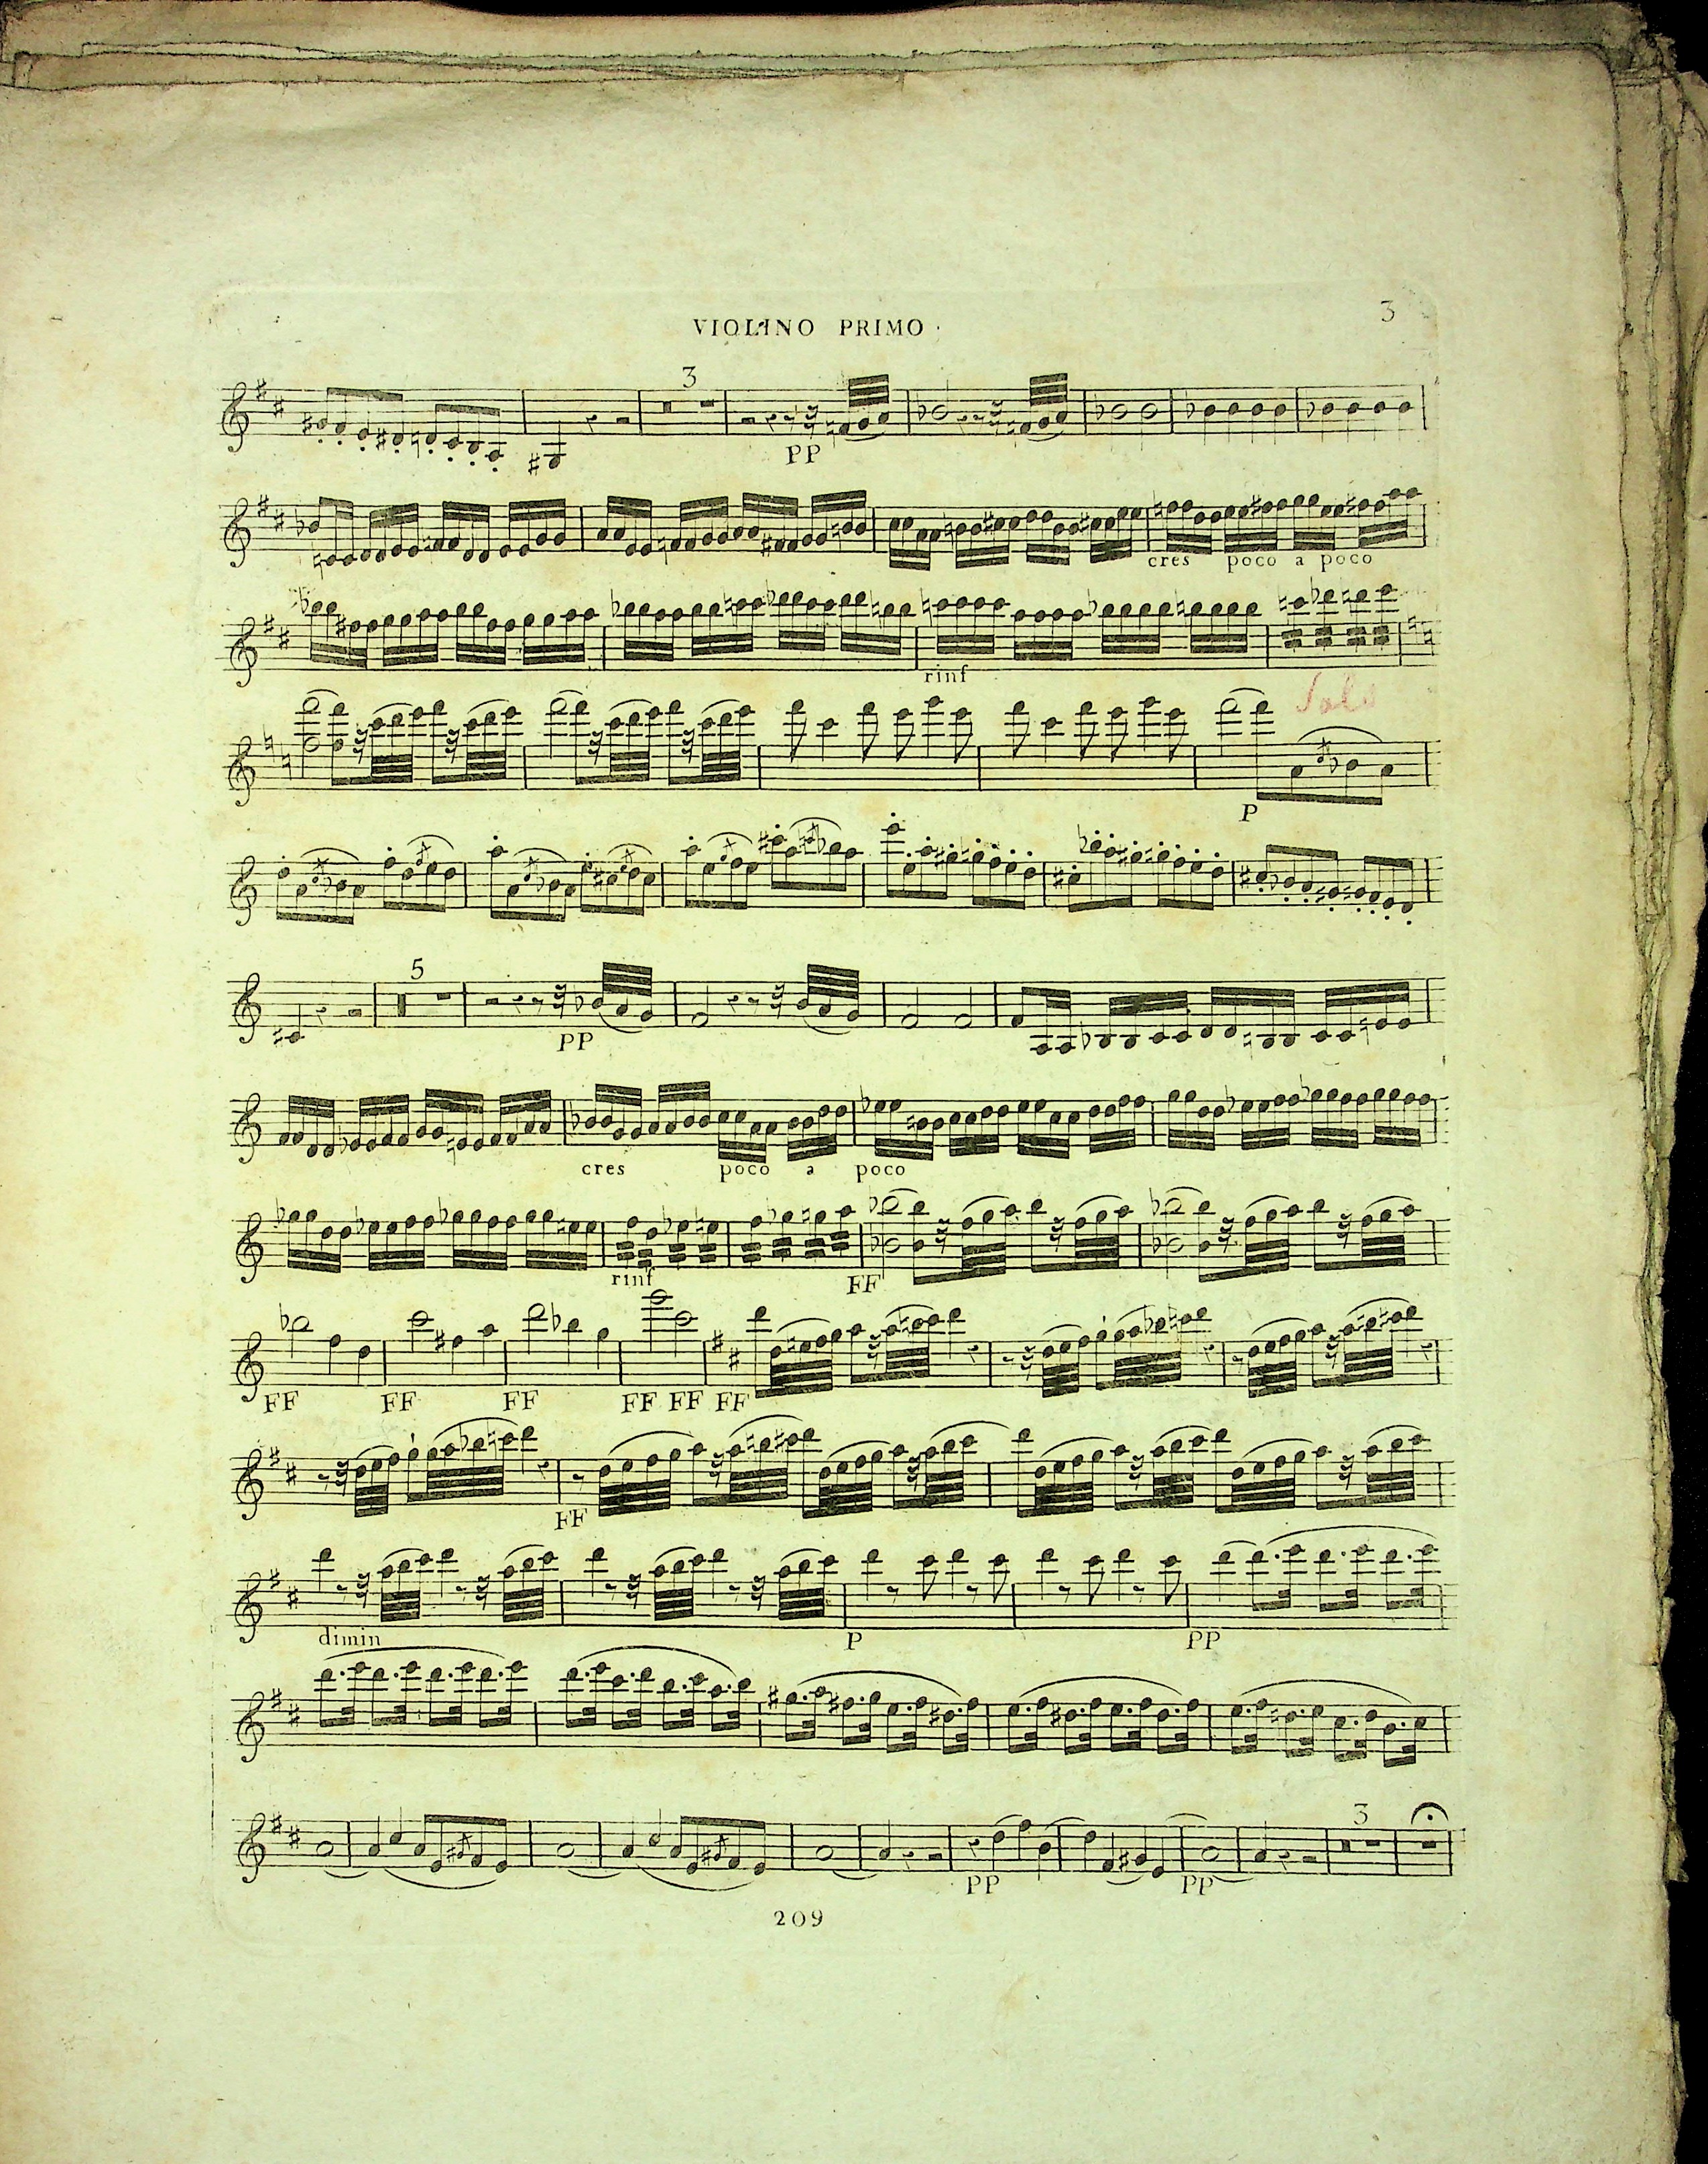 VIOLINO PRIMO
3
3
PP
cres poco a poco
rinf
Solo
P
5
PP
cres poco a poco
rinf FF
FF FF FF FF FF FF
FF
dimin P PP
3
PP PP
209